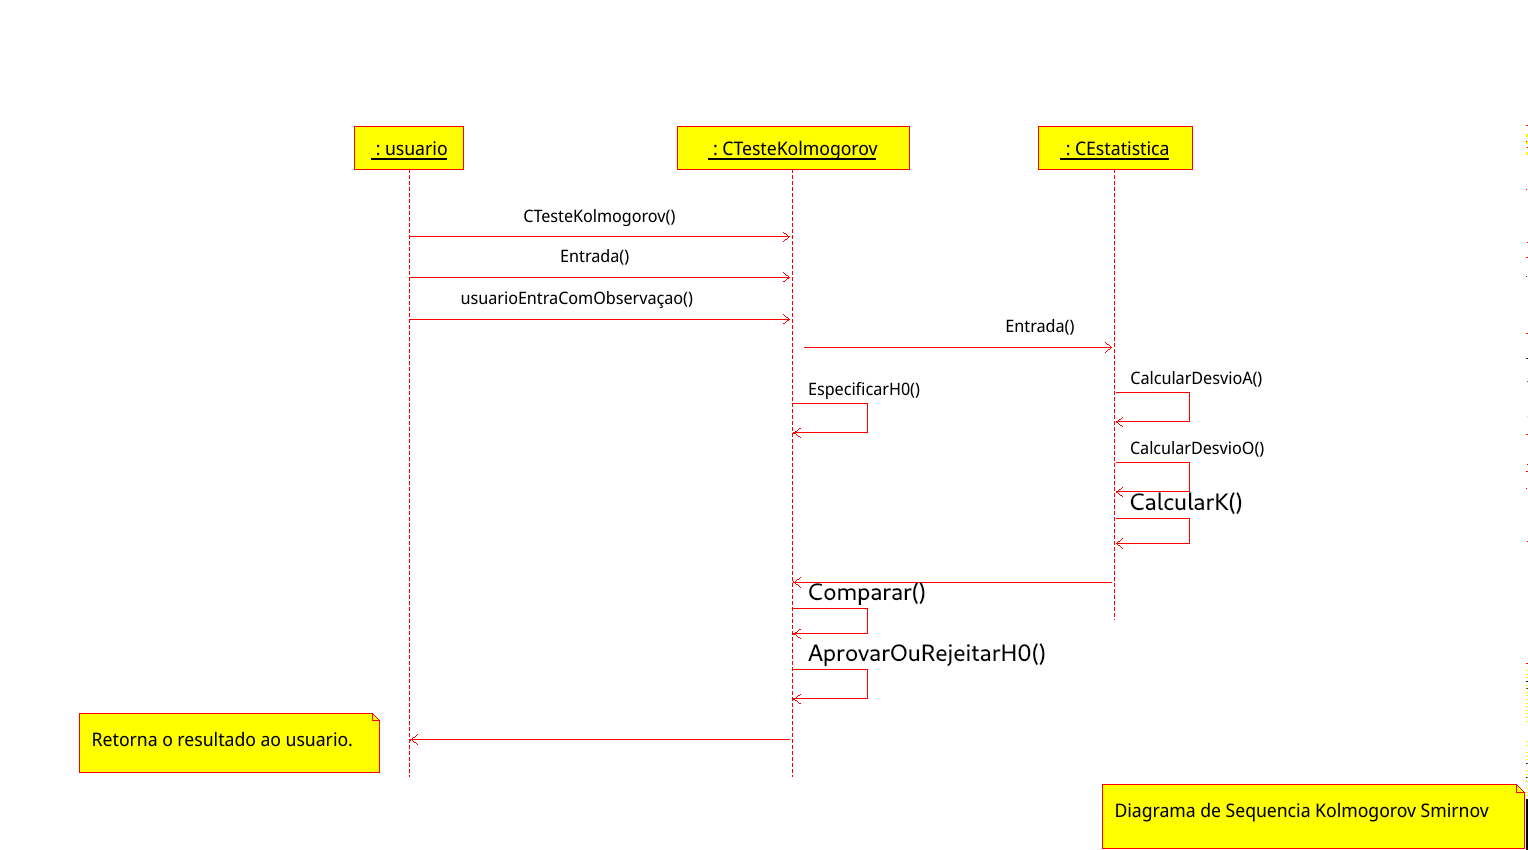 : usuario
: CTesteKolmogorov
: CEstatistica
CTesteKolmogorov()
Entrada()
usuarioEntraComObservaçao()
Entrada()
CalcularDesvioA()
EspecificarH0()
CalcularDesvioO()
CalcularK()
Comparar()
AprovarOuRejeitarH0()
Retorna o resultado ao usuario.
Diagrama de Sequencia Kolmogorov Smirnov